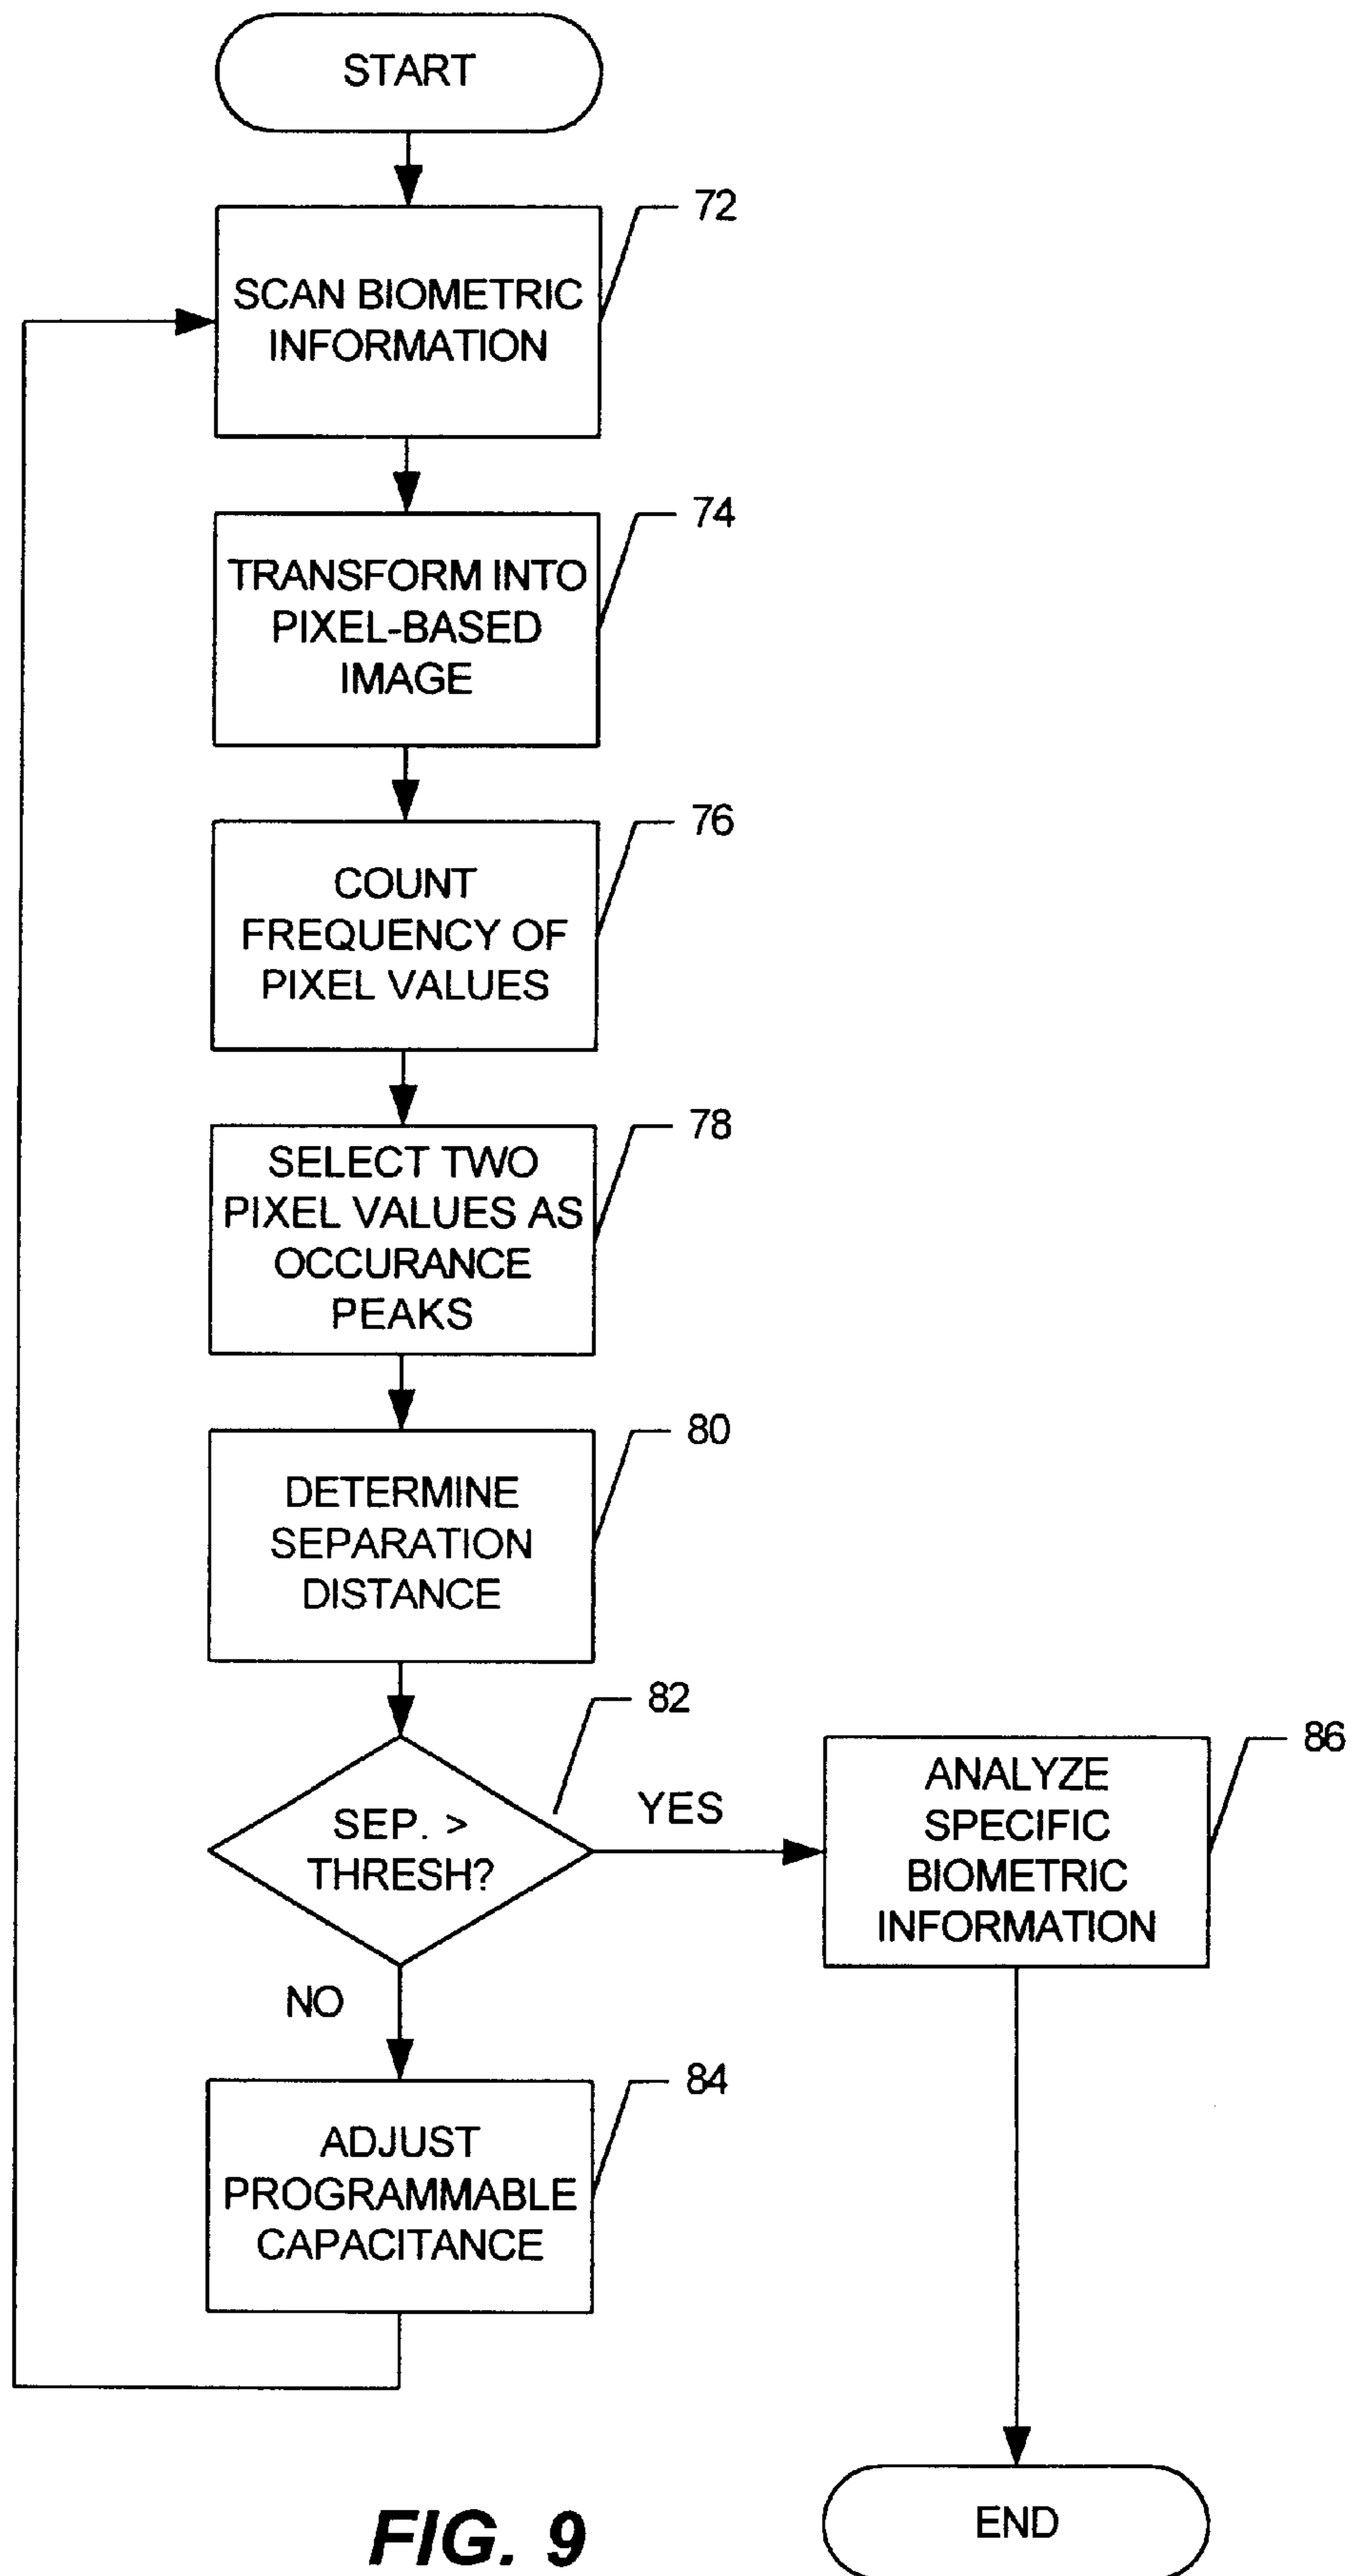 START
72
SCAN BIOMETRIC
INFORMATION
74
TRANSFORM INTO
PIXEL-BASED
IMAGE
76
COUNT
FREQUENCY OF
PIXEL VALUES
78
SELECT TWO
PIXEL VALUES AS
OCCURANCE
PEAKS
80
DETERMINE
SEPARATION
DISTANCE
82
SEP. >
THRESH?
YES
86
ANALYZE
SPECIFIC
BIOMETRIC
INFORMATION
NO
84
ADJUST
PROGRAMMABLE
CAPACITANCE
END
FIG. 9